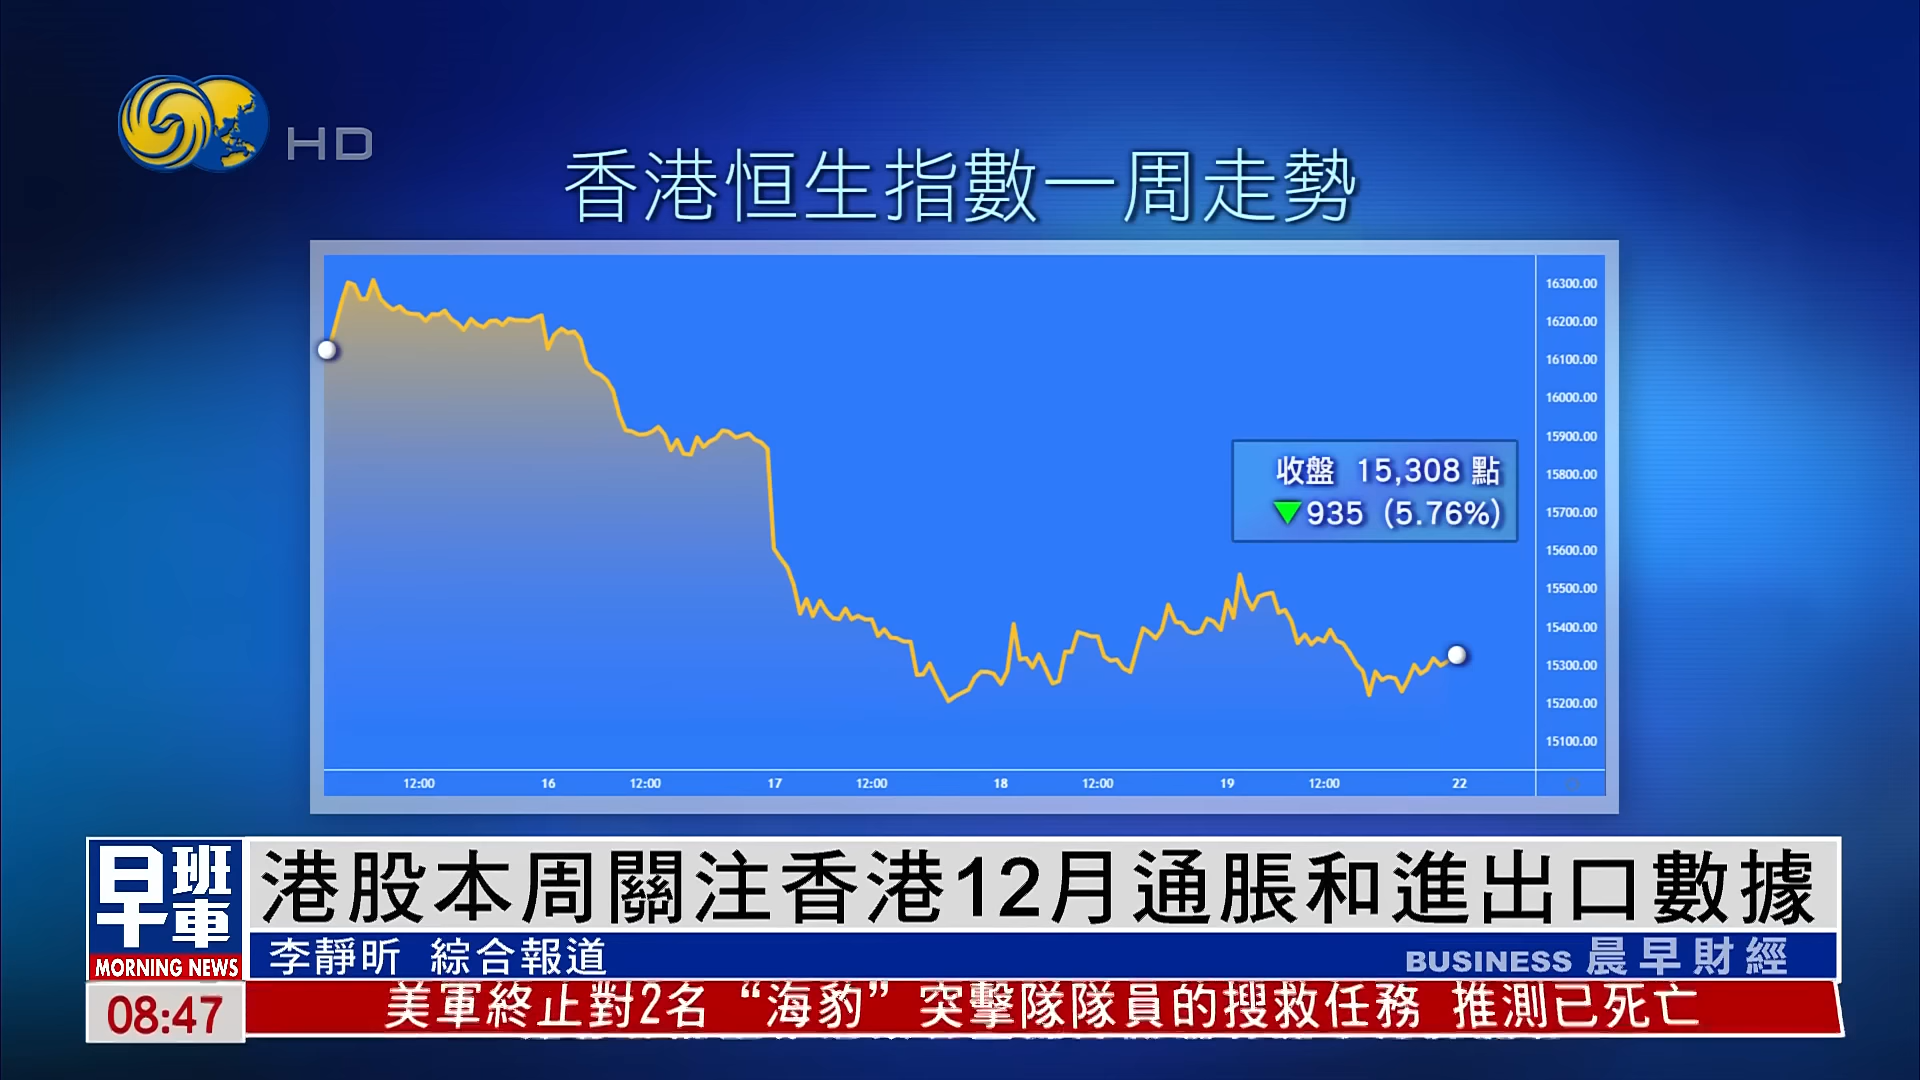 HD
香港恒生指數一周走勢
16300.00
16200.00
16100.00
16000.00
15900.00
15800.00
15700.00
15600.00
15500.00
15400.00
15300.00
15200.00
15100.00
收盤 15,308 點
▼935 (5.76%)
12:00 16 12:00 17 12:00 18 12:00 19 12:00 22
早班車
MORNING NEWS
港股本周關注香港12月通脹和進出口數據
李靜昕 綜合報道
BUSINESS 晨早財經
08:47
美軍終止對2名“海豹”突擊隊隊員的搜救任務 推測已死亡